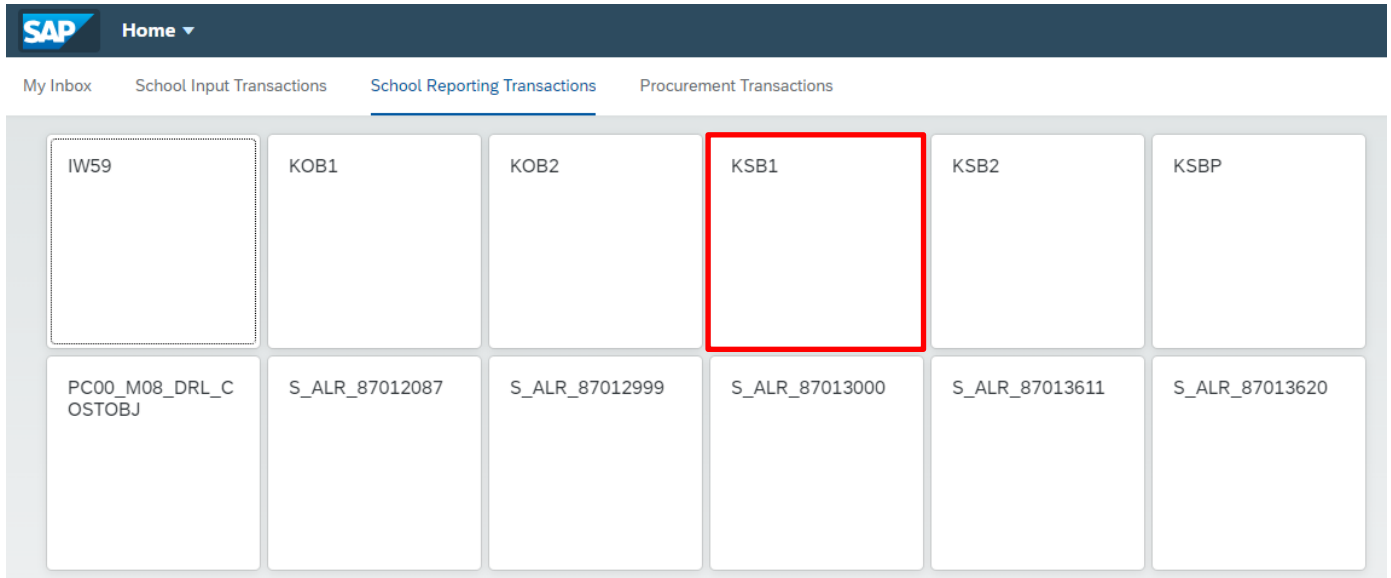 SAP Home
My Inbox School Input Transactions School Reporting Transactions Procurement Transactions
IW59 KOB1 KOB2 KSB1 KSB2 KSBP
PC00_M08_DRL_C S_ALR_87012087 S_ALR_87012999 S_ALR_87013000 S_ALR_87013611 S_ALR_87013620
OSTOBJ